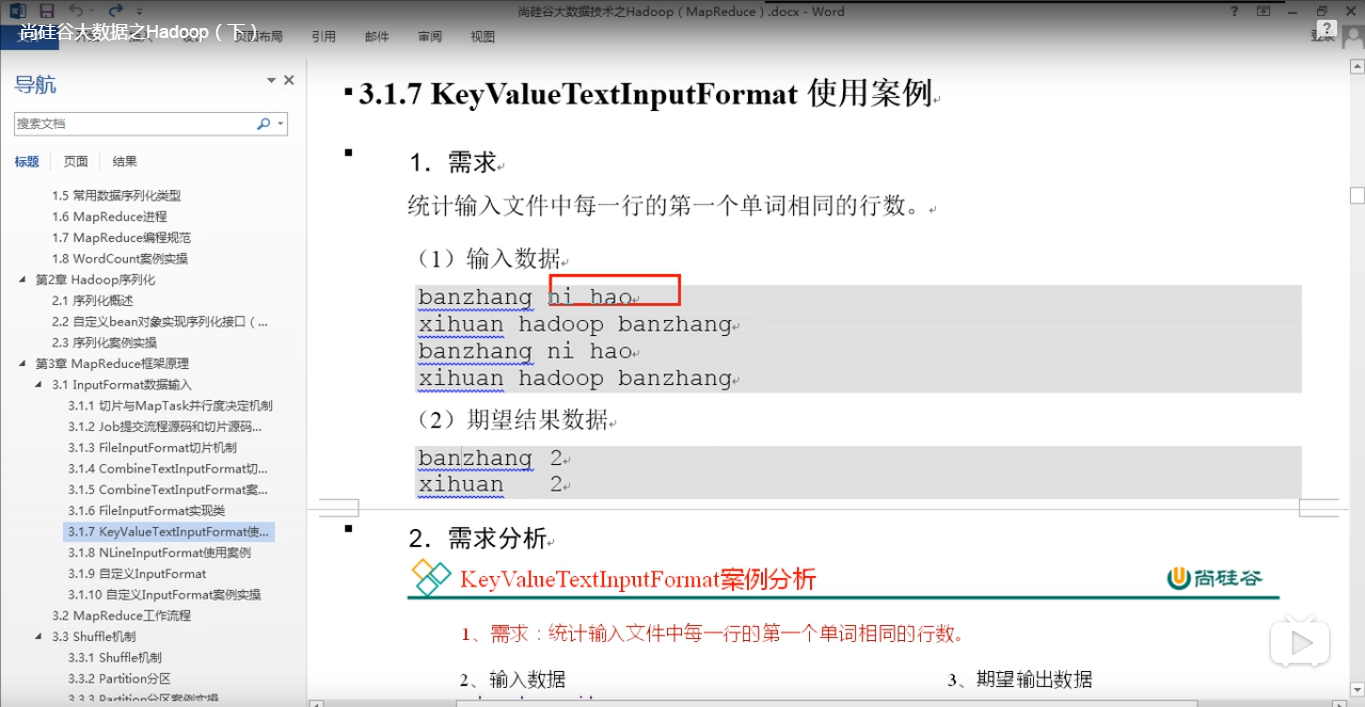 尚硅谷大数据技术之Hadoop（MapReduce）.docx - Word
尚硅谷大数据之Hadoop（下）
页面布局 引用 邮件 审阅 视图
登录
导航
搜索文档
标题 页面 结果
1.5 常用数据序列化类型
1.6 MapReduce进程
1.7 MapReduce编程规范
1.8 WordCount案例实操
第2章 Hadoop序列化
2.1 序列化概述
2.2 自定义bean对象实现序列化接口（...
2.3 序列化案例实操
第3章 MapReduce框架原理
3.1 InputFormat数据输入
3.1.1 切片与MapTask并行度决定机制
3.1.2 Job提交流程源码和切片源码...
3.1.3 FileInputFormat切片机制
3.1.4 CombineTextInputFormat切...
3.1.5 CombineTextInputFormat案...
3.1.6 FileInputFormat实现类
3.1.7 KeyValueTextInputFormat使...
3.1.8 NLineInputFormat使用案例
3.1.9 自定义InputFormat
3.1.10 自定义InputFormat案例实操
3.2 MapReduce工作流程
3.3 Shuffle机制
3.3.1 Shuffle机制
3.3.2 Partition分区
3.3.3 Partition分区案例实操
3.1.7 KeyValueTextInputFormat 使用案例
1．需求
统计输入文件中每一行的第一个单词相同的行数。
（1）输入数据
banzhang ni hao
xihuan hadoop banzhang
banzhang ni hao
xihuan hadoop banzhang
（2）期望结果数据
banzhang 2
xihuan 2
2．需求分析
KeyValueTextInputFormat案例分析
尚硅谷
1、需求：统计输入文件中每一行的第一个单词相同的行数。
2、输入数据
3、期望输出数据